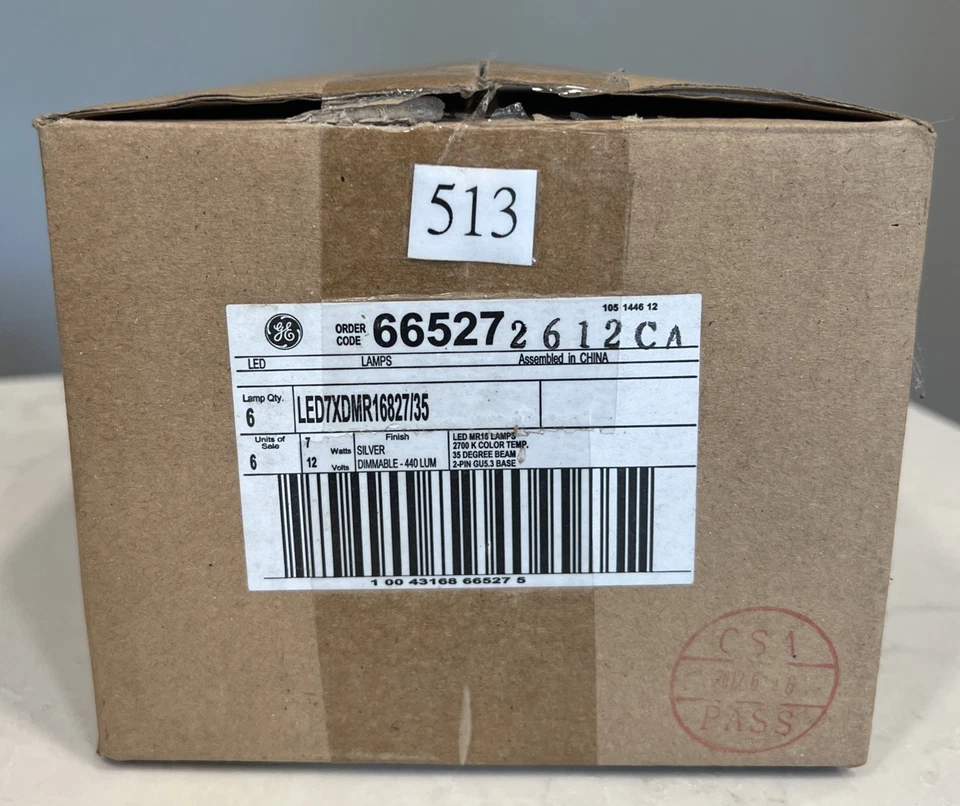 513
105 1446 12
GE ORDER CODE 66527 2612CA
LED LAMPS Assembled in CHINA
Lamp Qty.
6 LED7XDMR16827/35
Units of Sale
6
7 Watts
12 Volts
Finish
SILVER
DIMMABLE - 440 LUM
LED MR16 LAMPS
2700 K COLOR TEMP.
35 DEGREE BEAM
2-PIN GU5.3 BASE
1 00 43168 66527 5
CSA
PASS